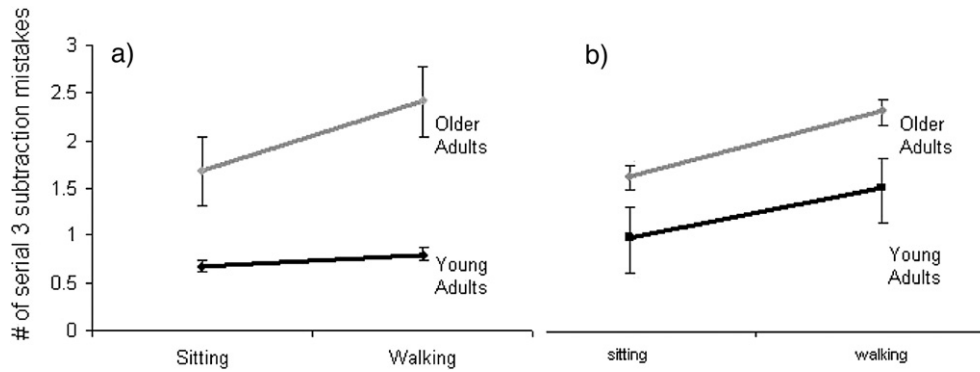 # of serial 3 subtraction mistakes
3
2.5
2
1.5
1
0.5
0
a)
Older
Adults
Young
Adults
Sitting
Walking
b)
Older
Adults
Young
Adults
sitting
walking